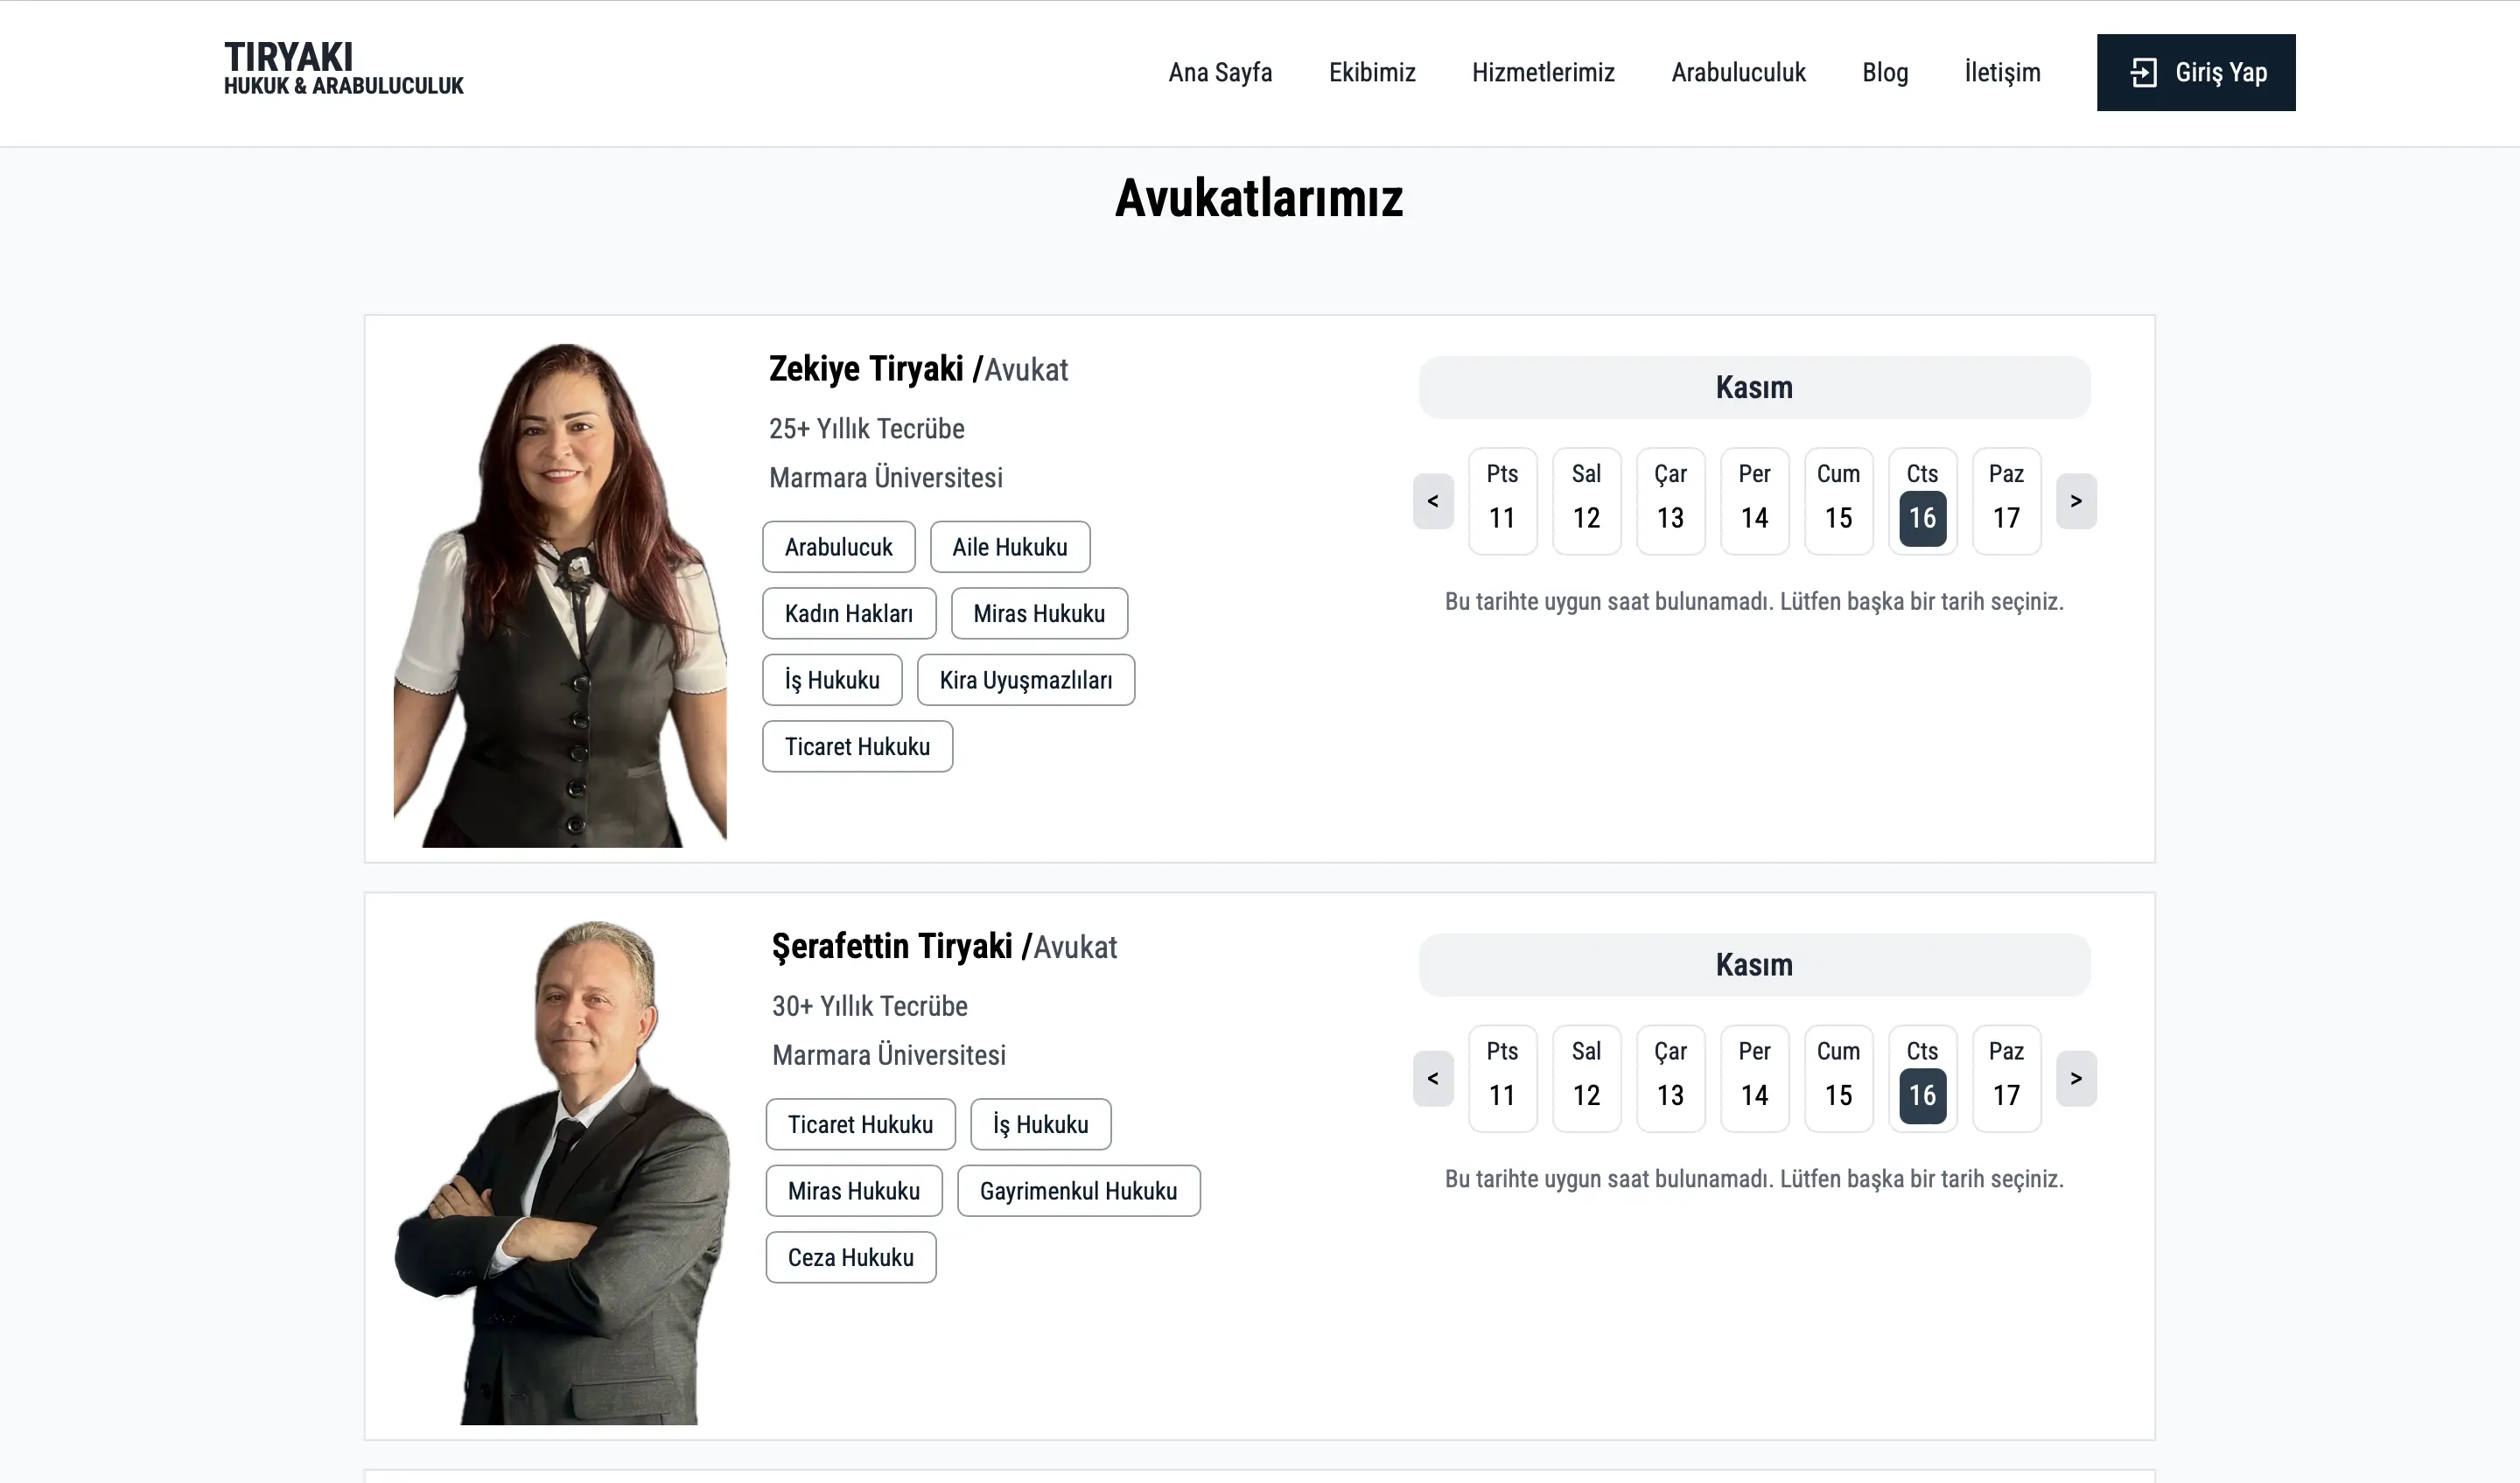 TIRYAKI
HUKUK & ARABULUCULUK
Ana Sayfa Ekibimiz Hizmetlerimiz Arabuluculuk Blog İletişim Giriş Yap
Avukatlarımız
Zekiye Tiryaki /Avukat
25+ Yıllık Tecrübe
Marmara Üniversitesi
Arabulucuk Aile Hukuku
Kadın Hakları Miras Hukuku
İş Hukuku Kira Uyuşmazlıları
Ticaret Hukuku
Kasım
< Pts Sal Çar Per Cum Cts Paz >
11 12 13 14 15 16 17
Bu tarihte uygun saat bulunamadı. Lütfen başka bir tarih seçiniz.
Şerafettin Tiryaki /Avukat
30+ Yıllık Tecrübe
Marmara Üniversitesi
Ticaret Hukuku İş Hukuku
Miras Hukuku Gayrimenkul Hukuku
Ceza Hukuku
Kasım
< Pts Sal Çar Per Cum Cts Paz >
11 12 13 14 15 16 17
Bu tarihte uygun saat bulunamadı. Lütfen başka bir tarih seçiniz.